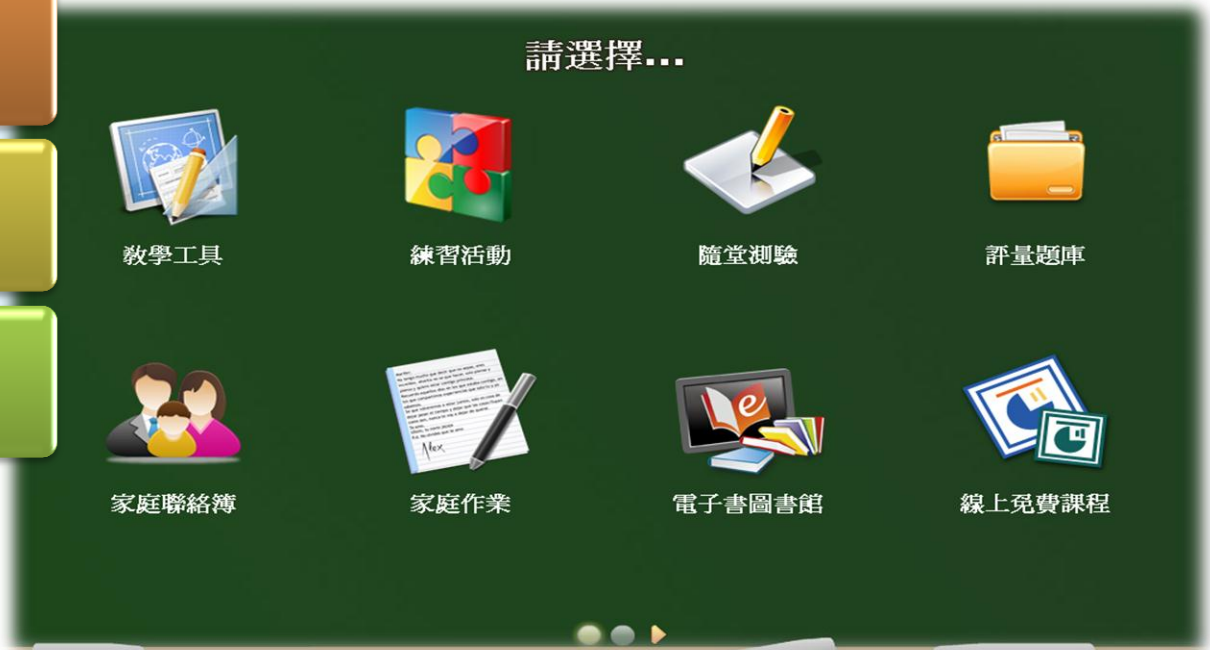 請選擇...
教學工具
練習活動
隨堂測驗
評量題庫
家庭聯絡簿
家庭作業
電子書圖書館
線上免費課程
e
Alex